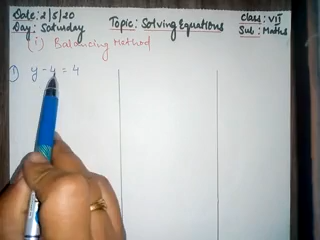 Date: 2/5/20 Topic: Solving Equations Class: VII
Day: Saturday Sub: Maths
(i) Balancing Method
1) y - 4 = 4